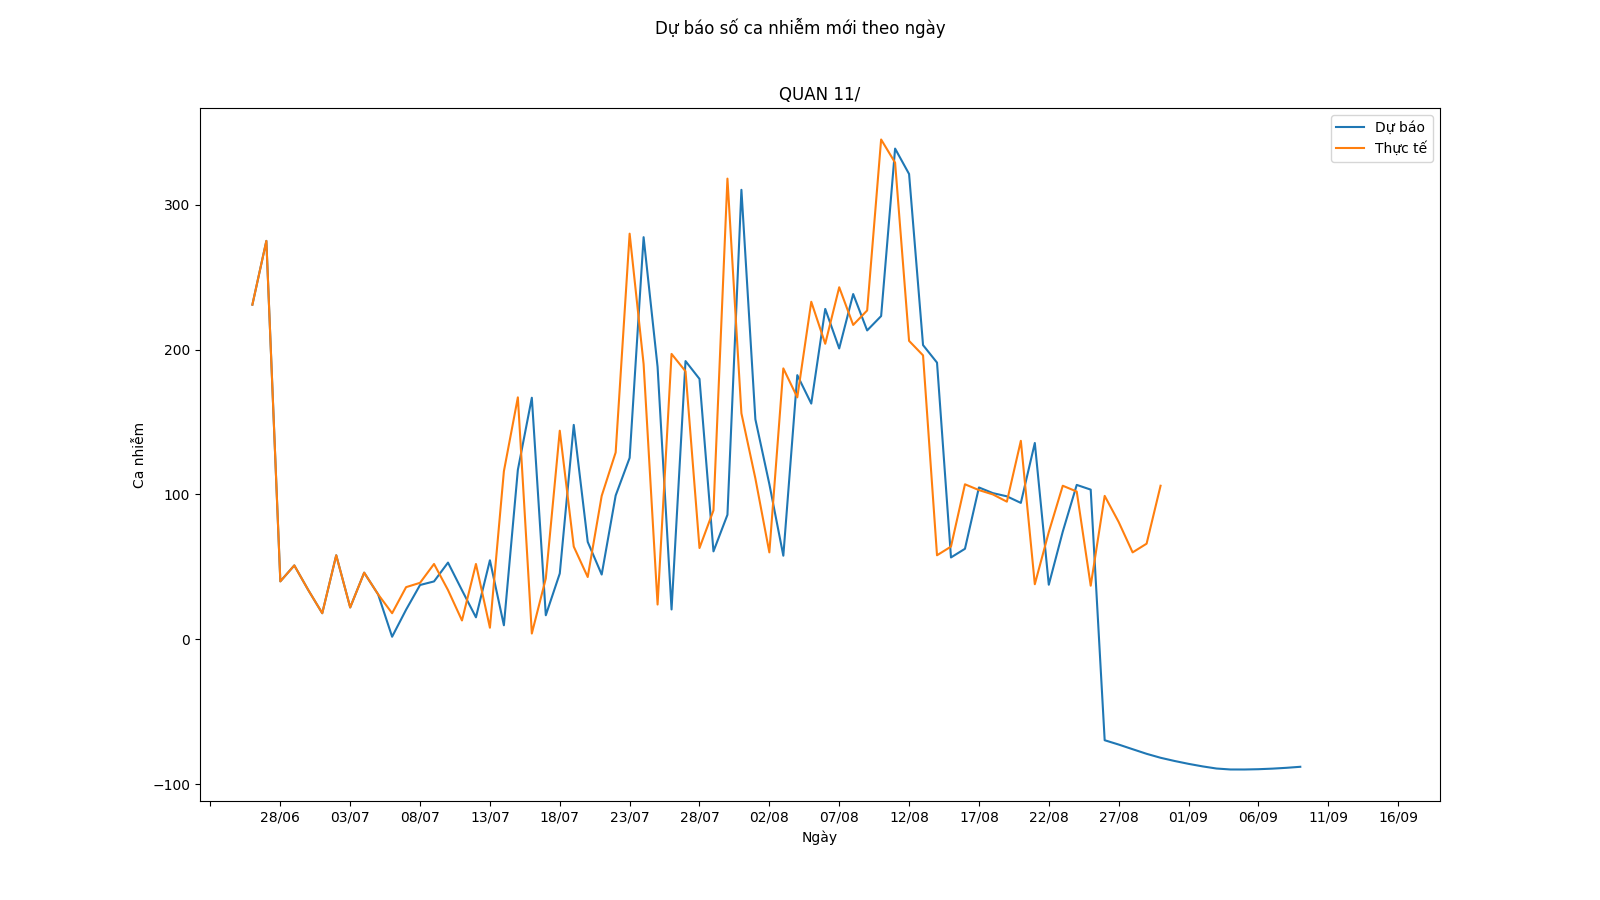 Dự báo số ca nhiễm mới theo ngày
QUAN 11/
Dự báo
Thực tế
Ca nhiễm
300
200
100
0
−100
28/06 03/07 08/07 13/07 18/07 23/07 28/07 02/08 07/08 12/08 17/08 22/08 27/08 01/09 06/09 11/09 16/09
Ngày